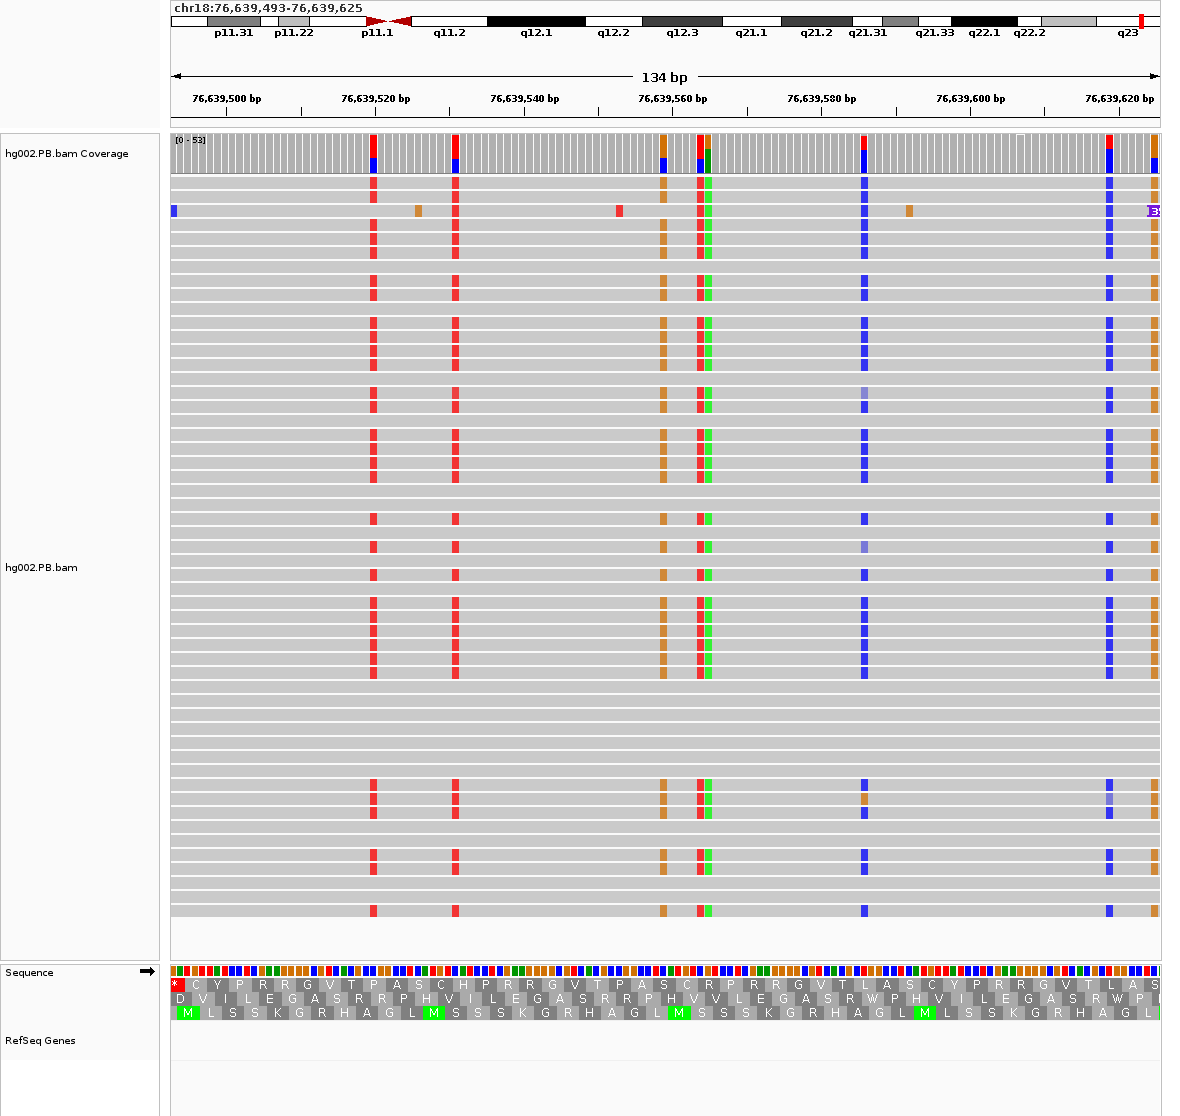 chr18:76,639,493-76,639,625
p11.31 p11.22 p11.1 q11.2 q12.1 q12.2 q12.3 q21.1 q21.2 q21.31 q21.33 q22.1 q22.2 q23
134 bp
76,639,500 bp 76,639,520 bp 76,639,540 bp 76,639,560 bp 76,639,580 bp 76,639,600 bp 76,639,620 bp
[0 - 53]
hg002.PB.bam Coverage
hg002.PB.bam
Sequence
* C Y P R R G V T P A S C H P R R G V T P A S C R P R R G V T L A S C Y P R R G V T L A S
D V I L E G A S R R P H V I L E G A S R R P H V V L E G A S R W P H V I L E G A S R W P
M L S S K G R H A G L M S S S K G R H A G L M S S S K G R H A G L M L S S K G R H A G L
RefSeq Genes